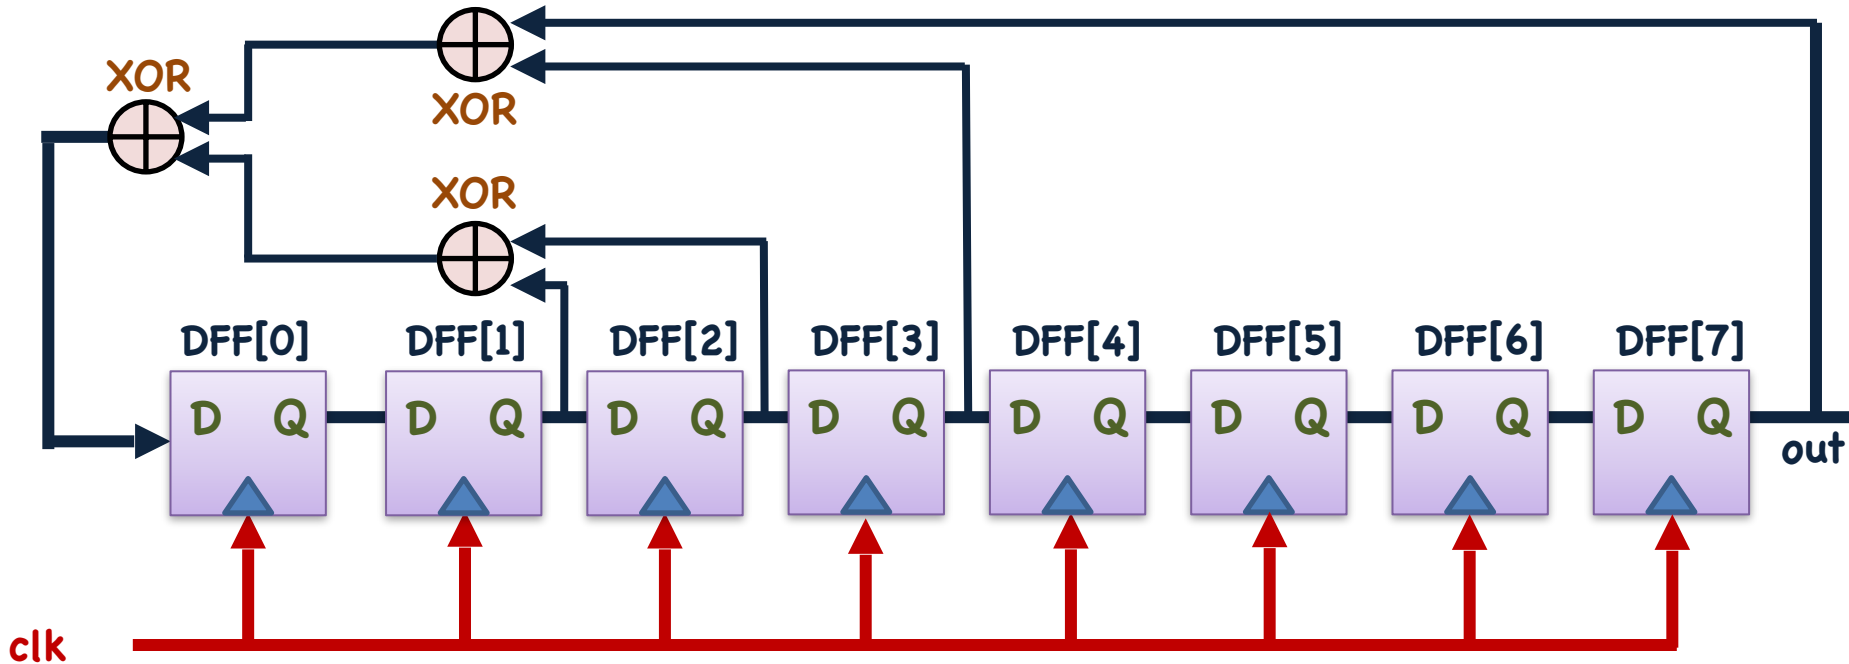 XOR
XOR
XOR
DFF[0] DFF[1] DFF[2] DFF[3] DFF[4] DFF[5] DFF[6] DFF[7]
D Q D Q D Q D Q D Q D Q D Q D Q
out
clk